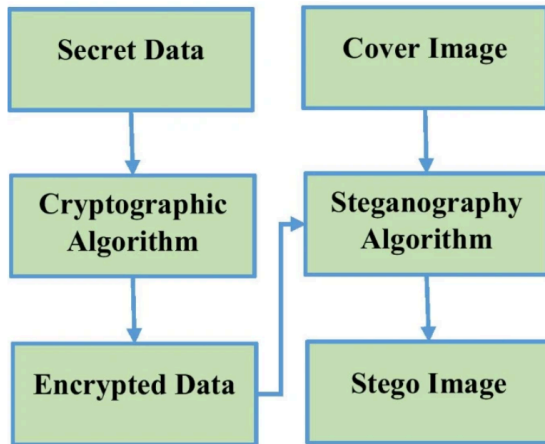 Secret Data
Cover Image
Cryptographic
Algorithm
Steganography
Algorithm
Encrypted Data
Stego Image